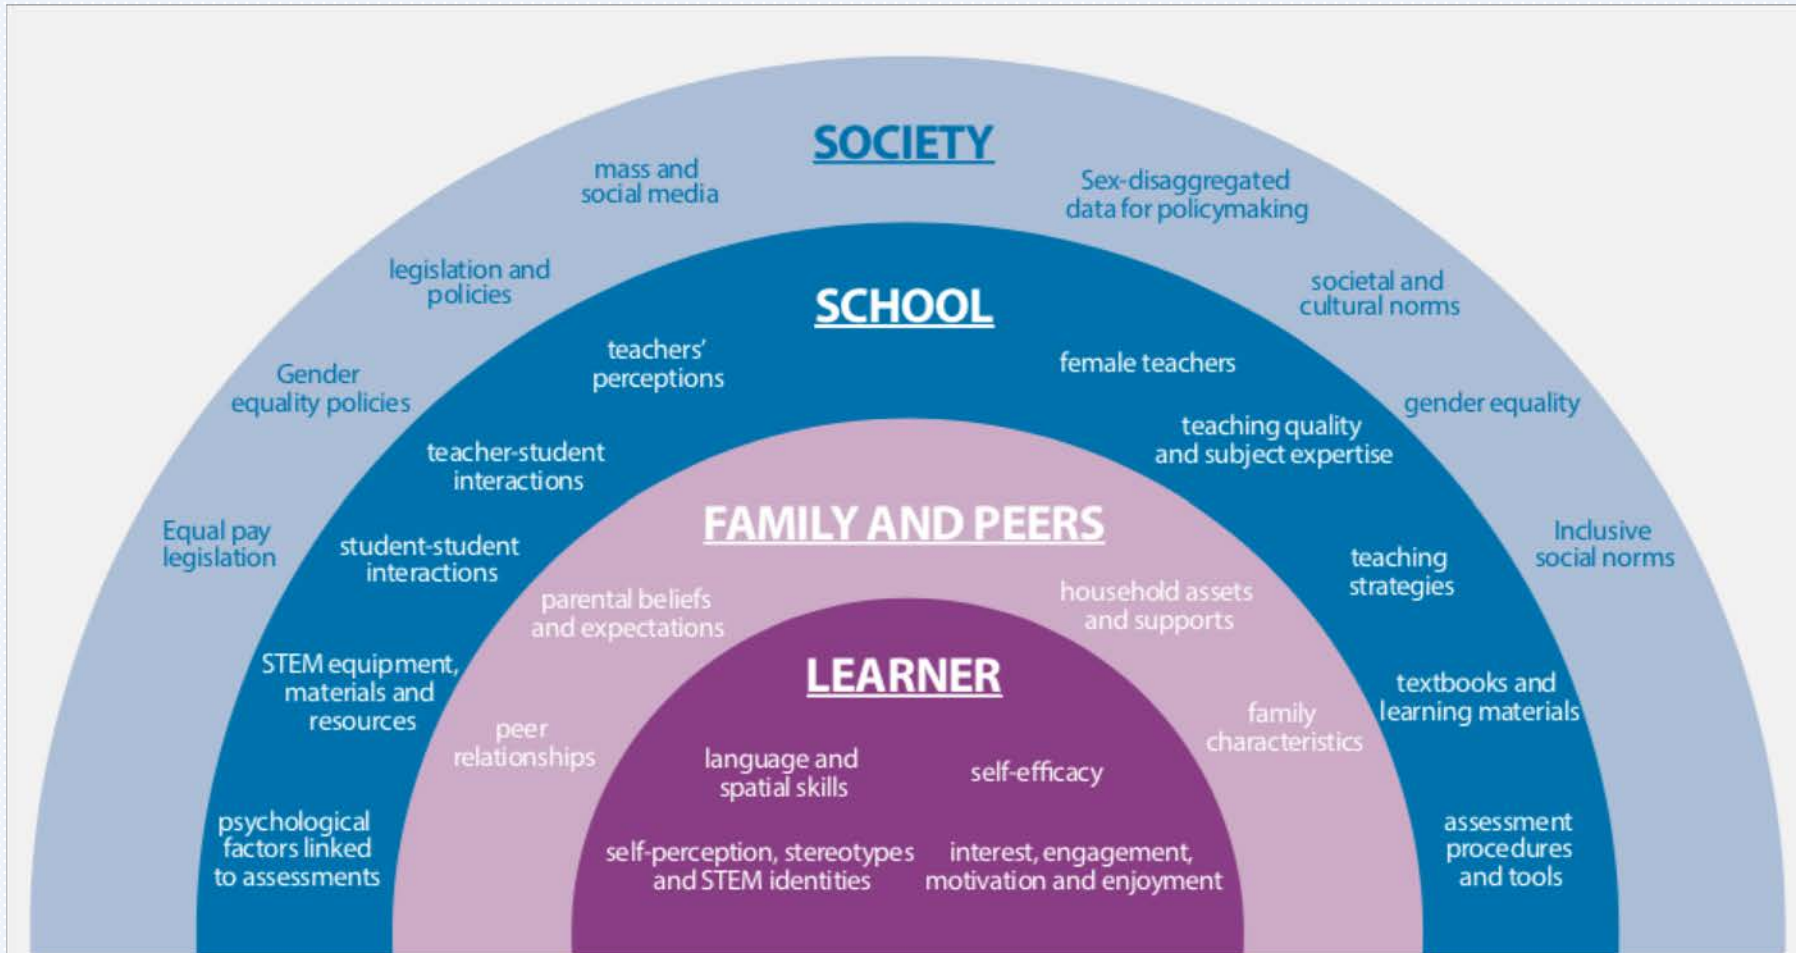 SOCIETY
mass and
social media
Sex-disaggregated
data for policymaking
legislation and
policies
societal and
cultural norms
Gender
equality policies
gender equality
Equal pay
legislation
Inclusive
social norms
SCHOOL
teachers’
perceptions
female teachers
teacher-student
interactions
teaching quality
and subject expertise
student-student
interactions
teaching
strategies
STEM equipment,
materials and
resources
textbooks and
learning materials
psychological
factors linked
to assessments
assessment
procedures
and tools
FAMILY AND PEERS
parental beliefs
and expectations
household assets
and supports
peer
relationships
family
characteristics
LEARNER
language and
spatial skills
self-efficacy
self-perception, stereotypes
and STEM identities
interest, engagement,
motivation and enjoyment